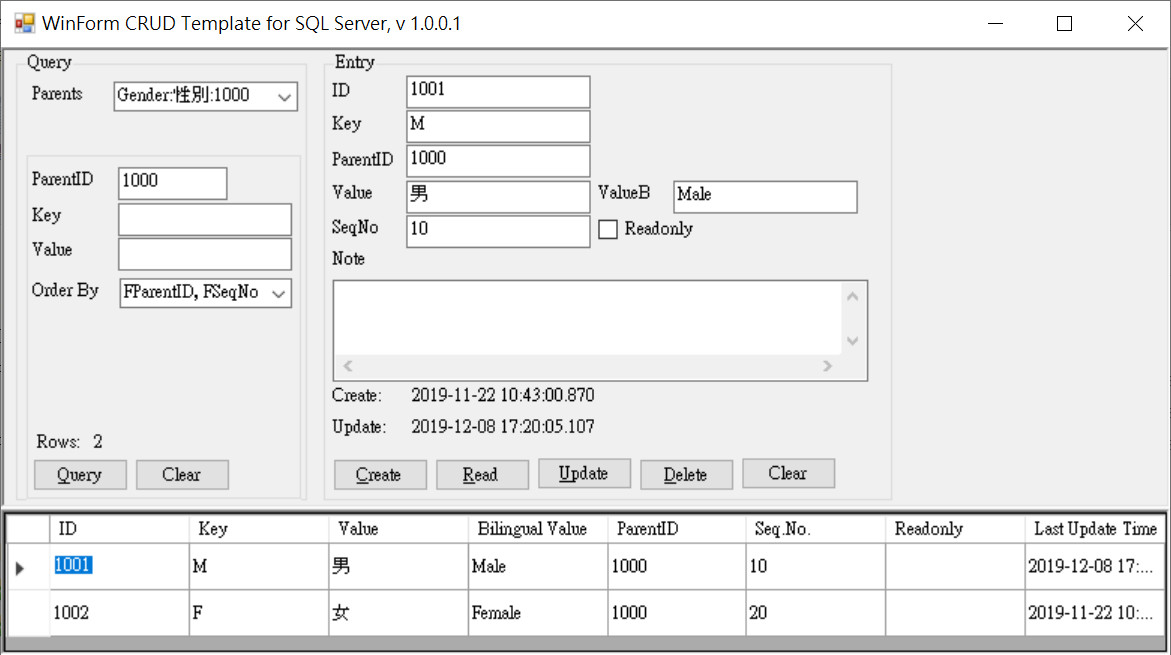 WinForm CRUD Template for SQL Server, v 1.0.0.1
Query
Parents Gender:'性別:1000
ParentID 1000
Key
Value
Order By FParentID, FSeqNo
Rows: 2
Query Clear
Entry
ID 1001
Key M
ParentID 1000
Value 男 ValueB Male
SeqNo 10 Readonly
Note
Create: 2019-11-22 10:43:00.870
Update: 2019-12-08 17:20:05.107
Create Read Update Delete Clear
ID Key Value Bilingual Value ParentID Seq.No. Readonly Last Update Time
1001 M 男 Male 1000 10 2019-12-08 17:...
1002 F 女 Female 1000 20 2019-11-22 10:...